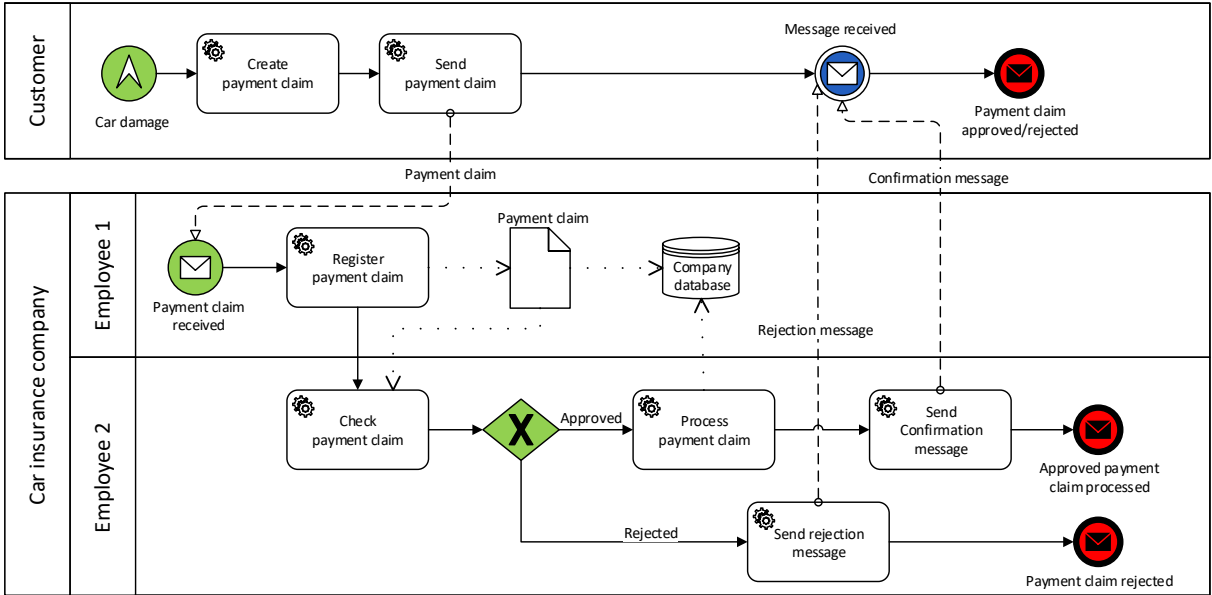 Customer
Car damage
Create
payment claim
Send
payment claim
Message received
Payment claim
approved/rejected
Payment claim
Confirmation message
Car insurance company
Employee 1
Payment claim
received
Register
payment claim
Payment claim
Company
database
Rejection message
Employee 2
Check
payment claim
X
Approved
Process
payment claim
Send
Confirmation
message
Approved payment
claim processed
Rejected
Send rejection
message
Payment claim rejected